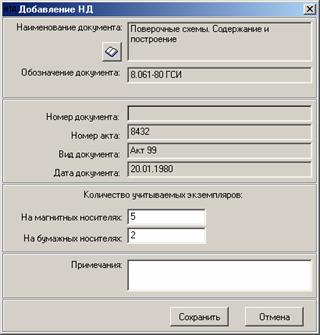 Добавление НД
Наименование документа: Поверочные схемы. Содержание и
построение
Обозначение документа: 8.061-80 ГСИ
Номер документа:
Номер акта: 8432
Вид документа: Акт 99
Дата документа: 20.01.1980
Количество учитываемых экземпляров:
На магнитных носителях: 5
На бумажных носителях: 2
Примечания:
Сохранить Отмена